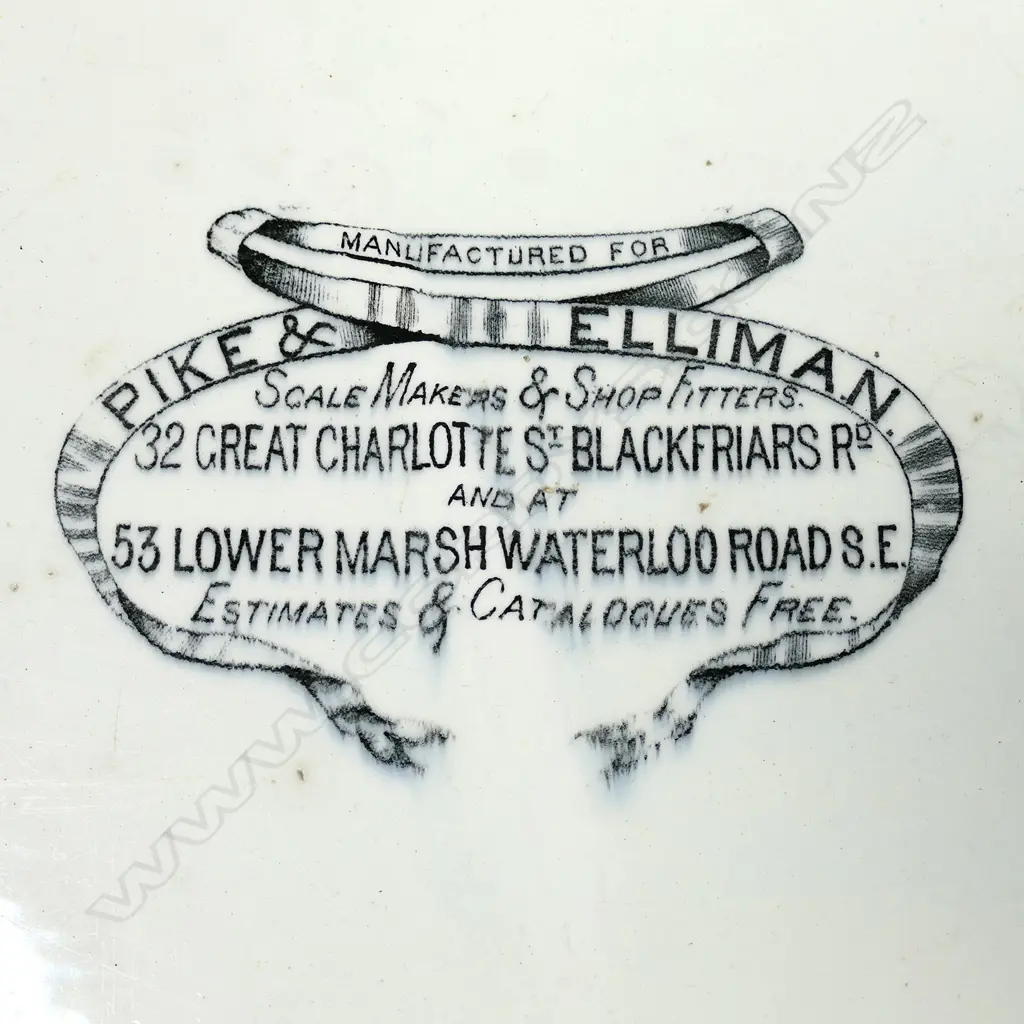 MANUFACTURED FOR
PIKE & ELLIMAN.
SCALE MAKERS & SHOP FITTERS.
32 GREAT CHARLOTTE ST BLACKFRIARS RD
AND AT
53 LOWER MARSH WATERLOO ROAD S.E.
ESTIMATES & CATALOGUES FREE.